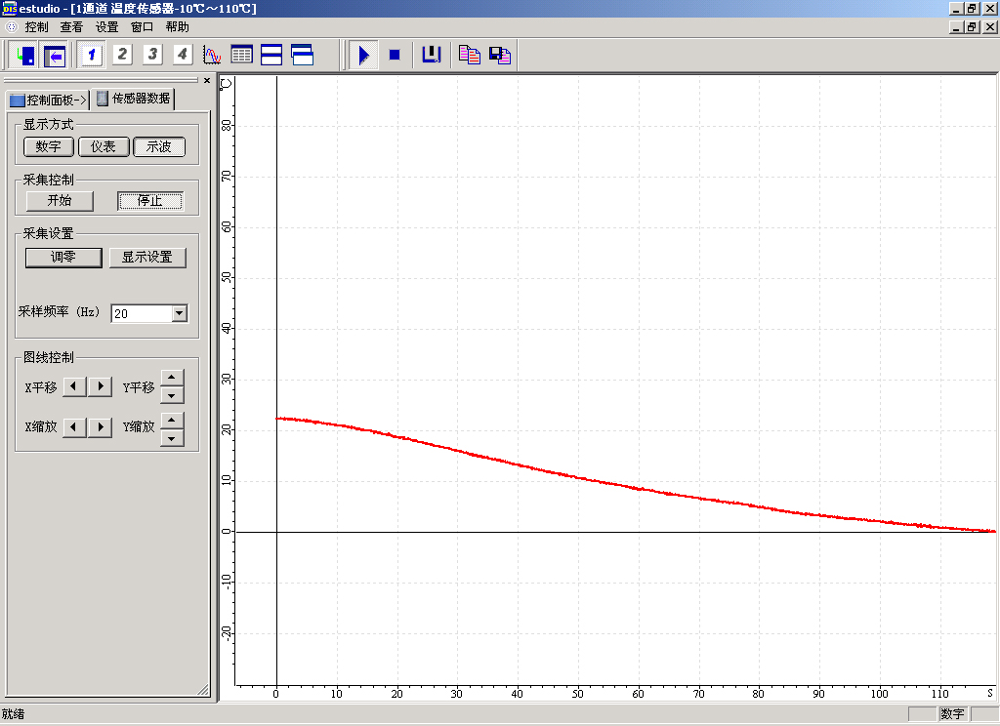 DIS estudio - [1通道 温度传感器-10℃～110℃]
控制 查看 设置 窗口 帮助
1 2 3 4
控制面板-> 传感器数据
显示方式
数字 仪表 示波
采集控制
开始 停止
采集设置
调零 显示设置
采样频率 (Hz) 20
图线控制
X平移 Y平移
X缩放 Y缩放
℃
80
70
60
50
40
30
20
10
0
-10
-20
0 10 20 30 40 50 60 70 80 90 100 110 S
就绪 数字